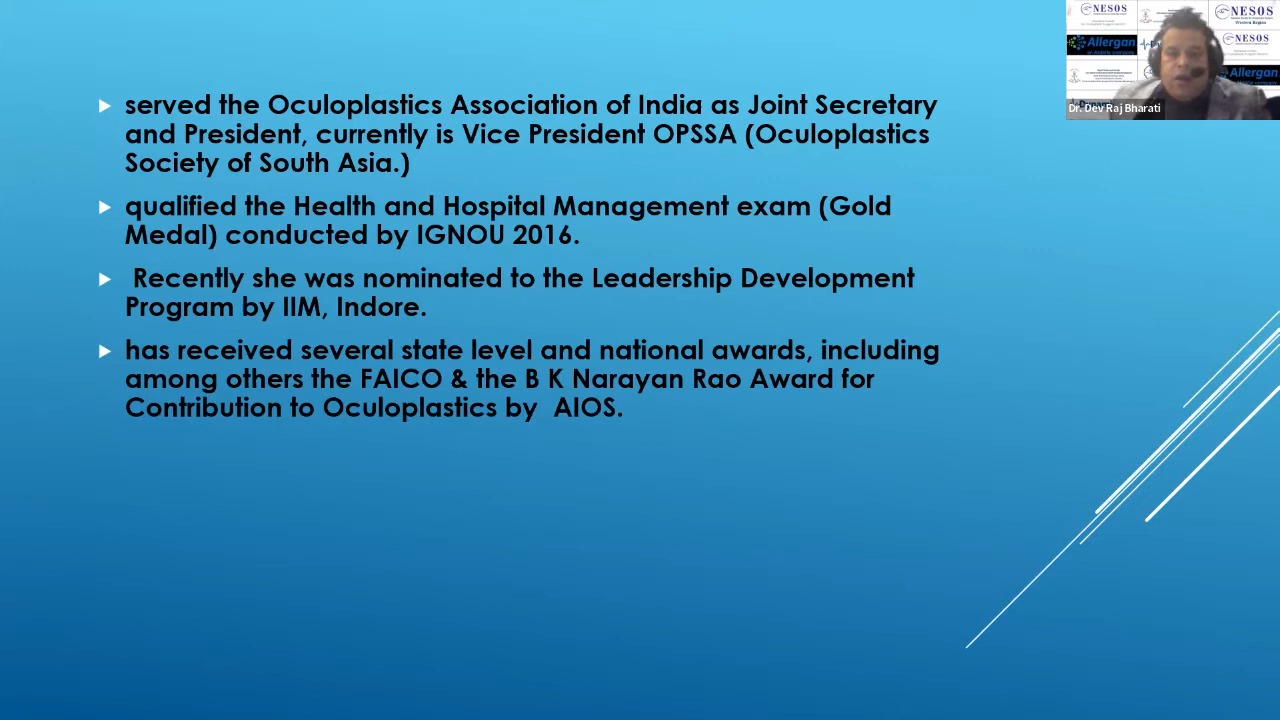 served the Oculoplastics Association of India as Joint Secretary
and President, currently is Vice President OPSSA (Oculoplastics
Society of South Asia.)
qualified the Health and Hospital Management exam (Gold
Medal) conducted by IGNOU 2016.
Recently she was nominated to the Leadership Development
Program by IIM, Indore.
has received several state level and national awards, including
among others the FAICO & the B K Narayan Rao Award for
Contribution to Oculoplastics by AIOS.
NESOS
NESOS
Western Region
Allergan
NESOS
Allergan
Dr. Dev Raj Bharati